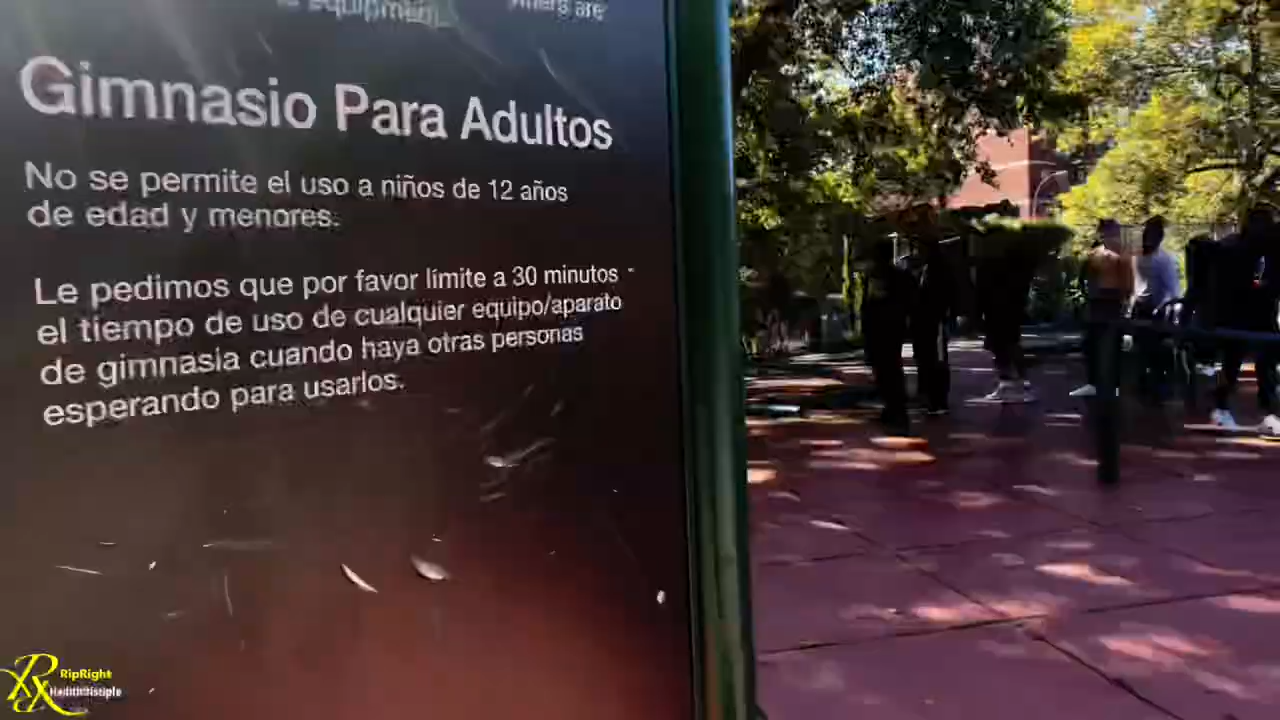 equipment.
Gimnasio Para Adultos
No se permite el uso a niños de 12 años
de edad y menores.
Le pedimos que por favor límite a 30 minutos
el tiempo de uso de cualquier equipo/aparato
de gimnasia cuando haya otras personas
esperando para usarlos.
RipRight